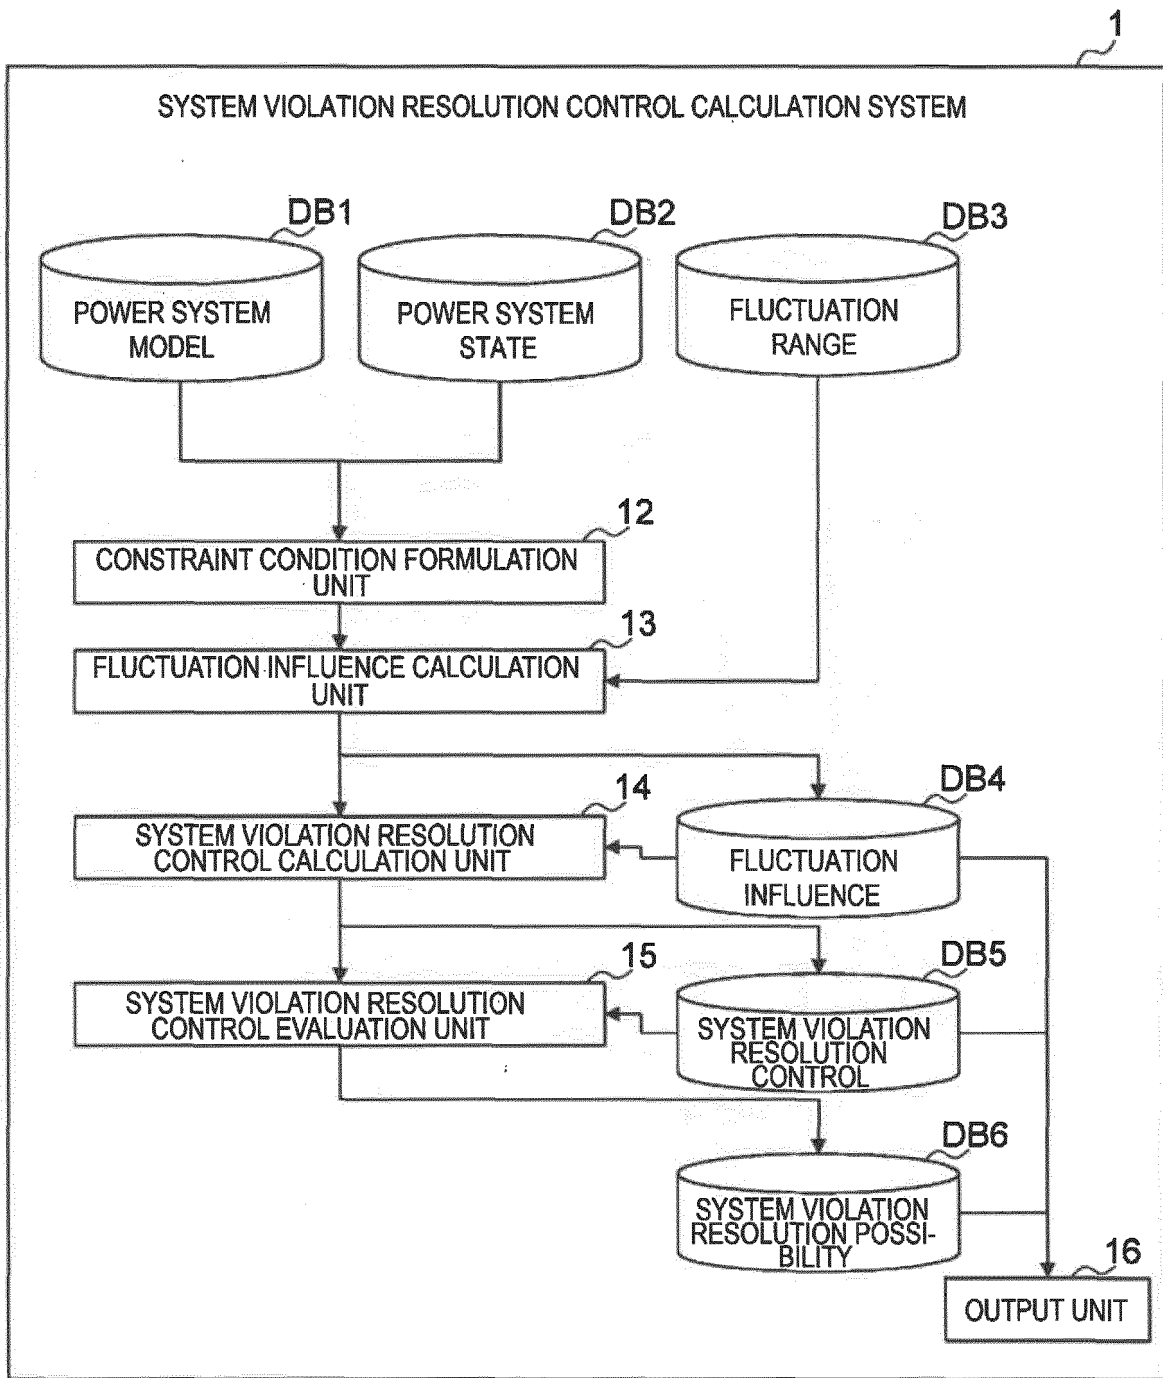 1
SYSTEM VIOLATION RESOLUTION CONTROL CALCULATION SYSTEM
DB1
DB2
DB3
POWER SYSTEM
MODEL
POWER SYSTEM
STATE
FLUCTUATION
RANGE
12
CONSTRAINT CONDITION FORMULATION
UNIT
13
FLUCTUATION INFLUENCE CALCULATION
UNIT
14
SYSTEM VIOLATION RESOLUTION
CONTROL CALCULATION UNIT
DB4
FLUCTUATION
INFLUENCE
15
SYSTEM VIOLATION RESOLUTION
CONTROL EVALUATION UNIT
DB5
SYSTEM VIOLATION
RESOLUTION
CONTROL
DB6
SYSTEM VIOLATION
RESOLUTION POSSI-
BILITY
16
OUTPUT UNIT